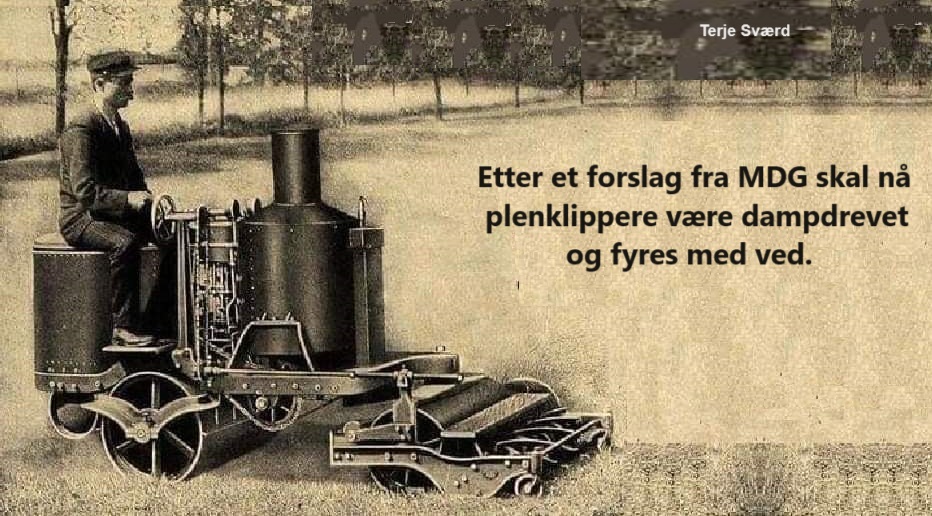 Terje Sværd
Etter et forslag fra MDG skal nå
plenklippere være dampdrevet
og fyres med ved.